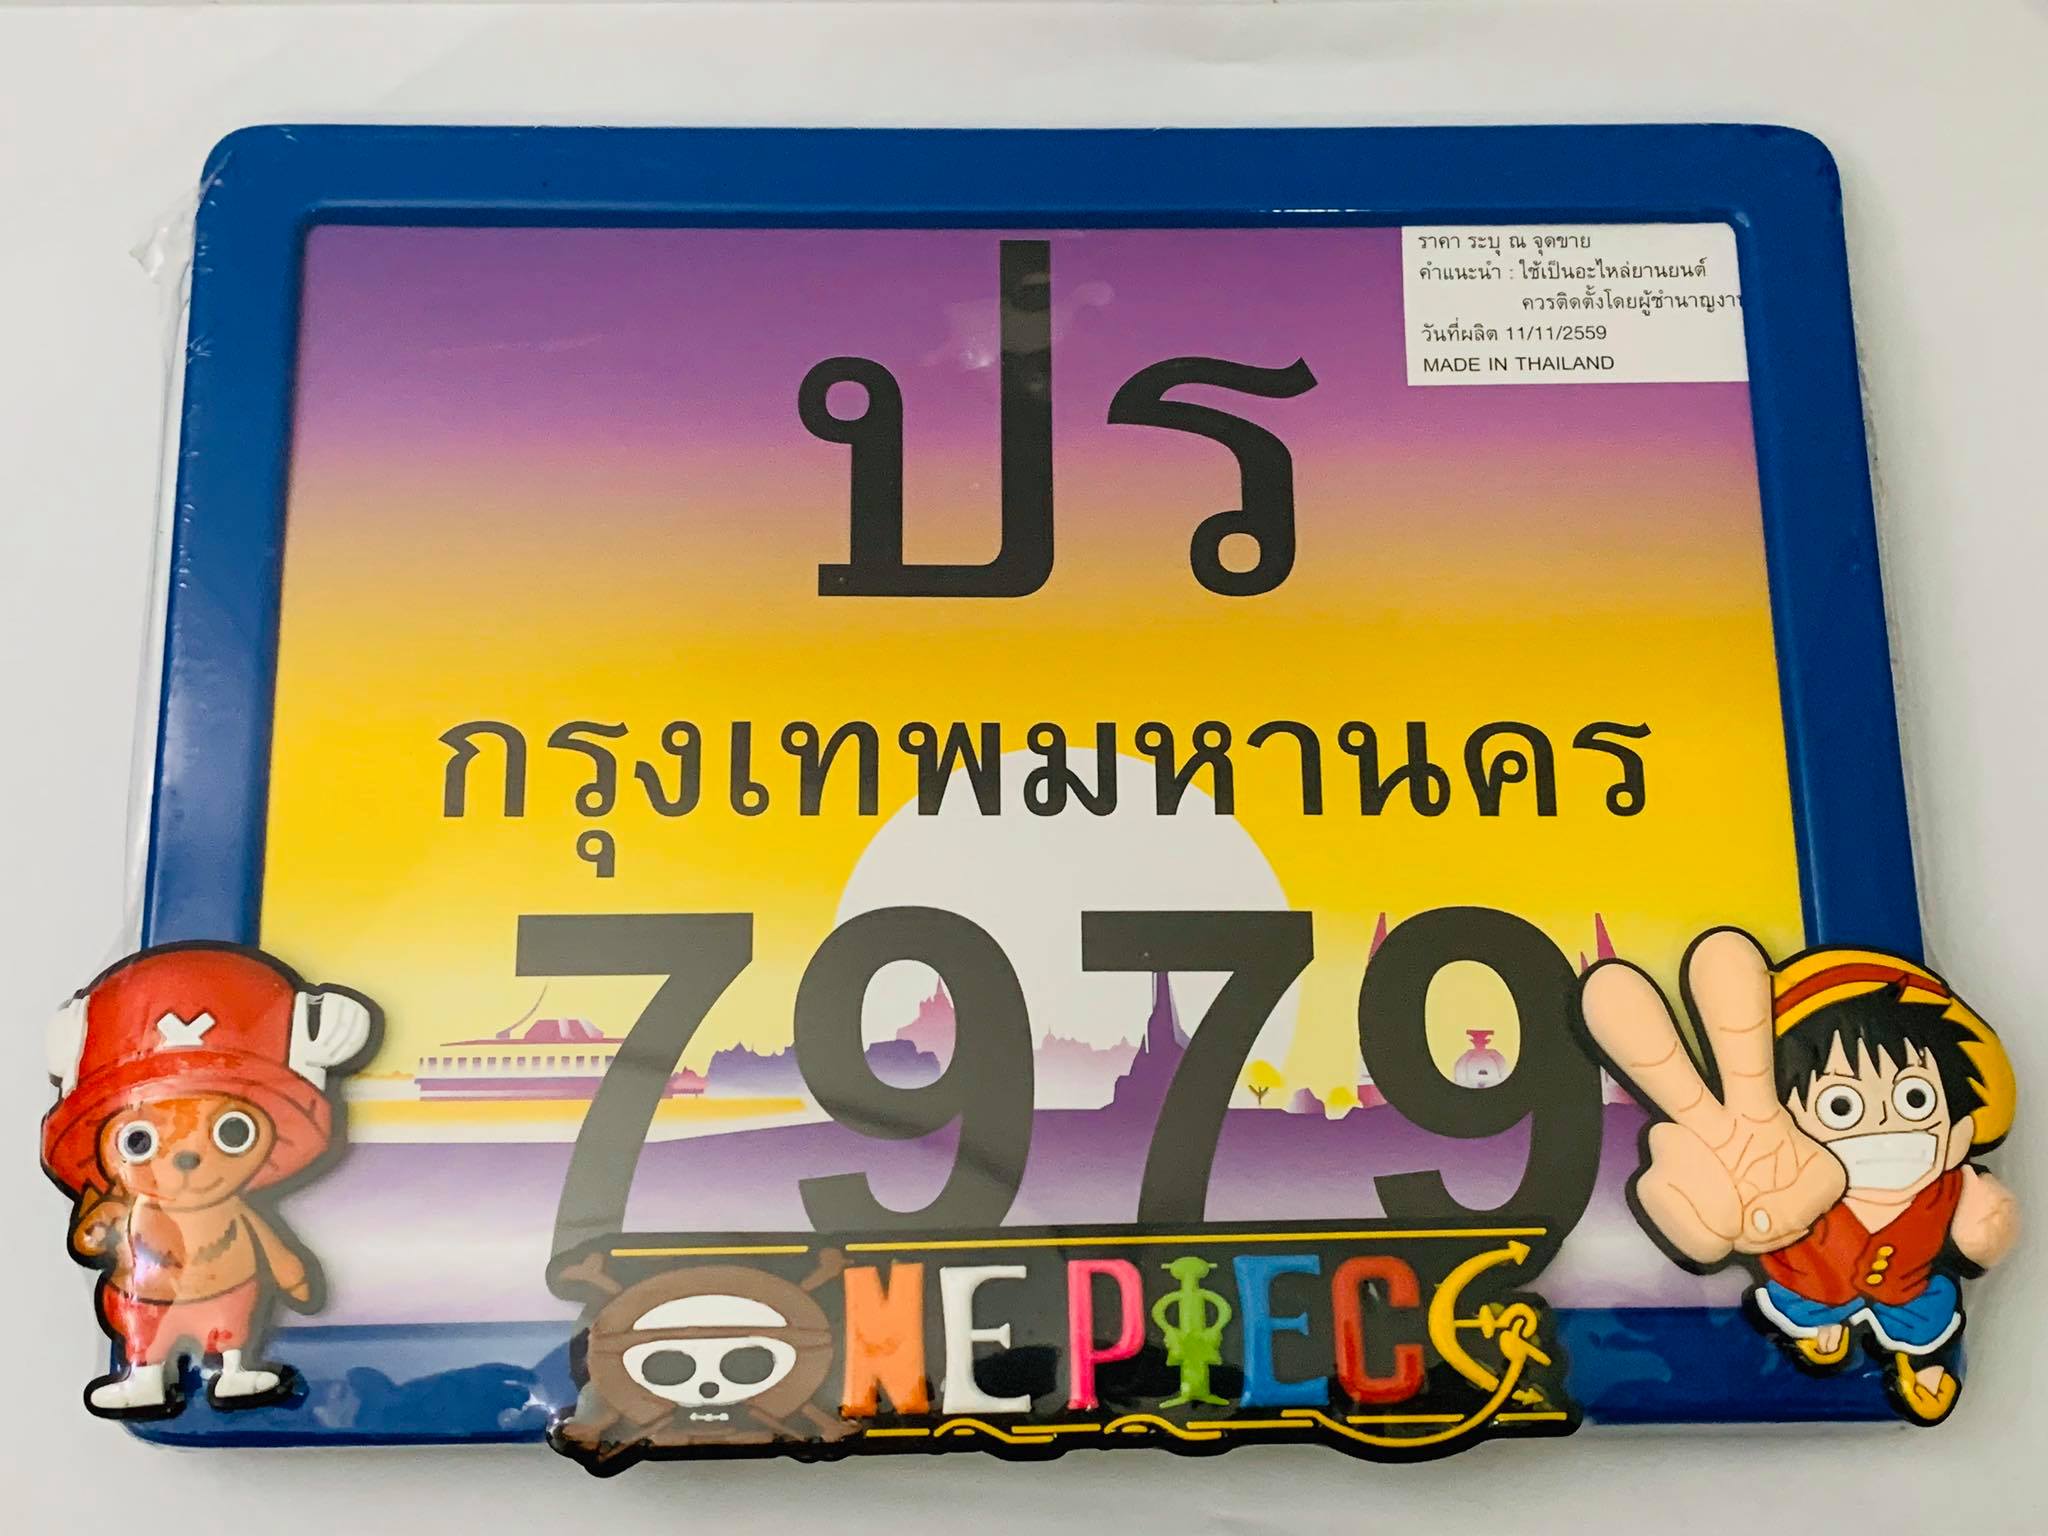 ราคา ระบุ ณ จุดขาย
คำแนะนำ : ใช้เป็นอะไหล่ยานยนต์
ควรติดตั้งโดยผู้ชำนาญงาน
วันที่ผลิต 11/11/2559
MADE IN THAILAND
ปร
กรุงเทพมหานคร
7979
ONE PIECE